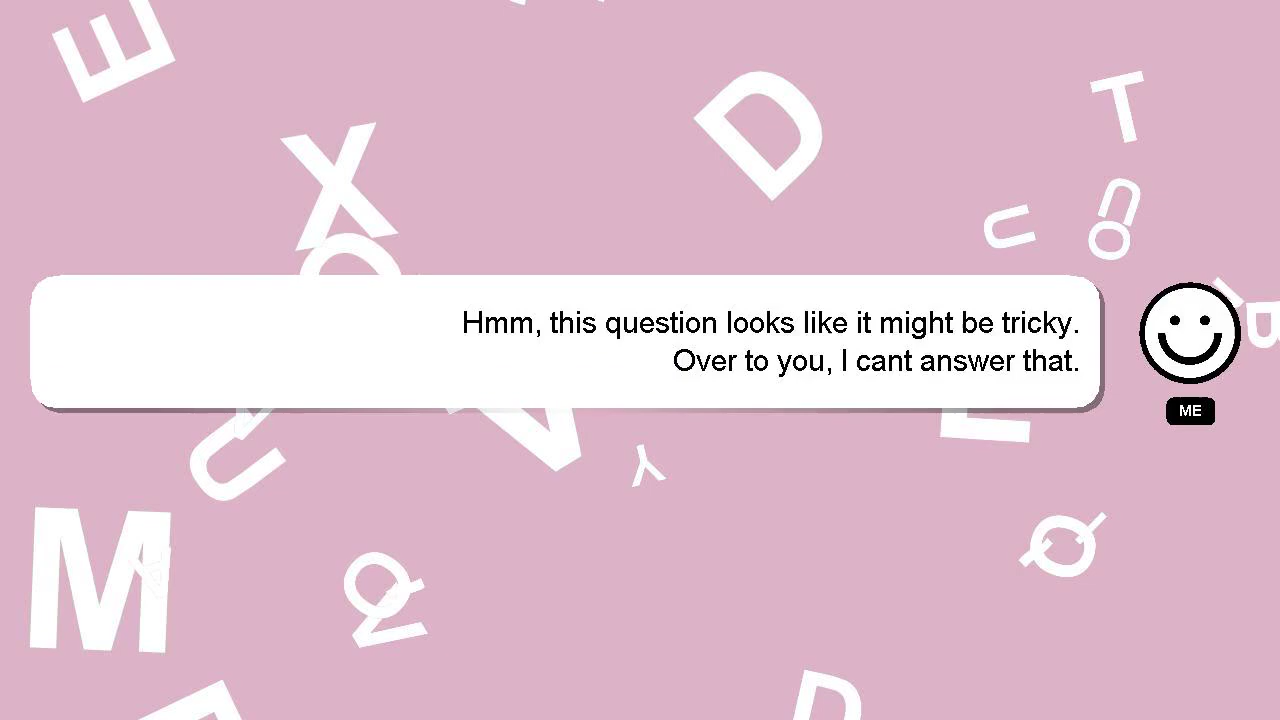 Hmm, this question looks like it might be tricky.
Over to you, I cant answer that.
ME